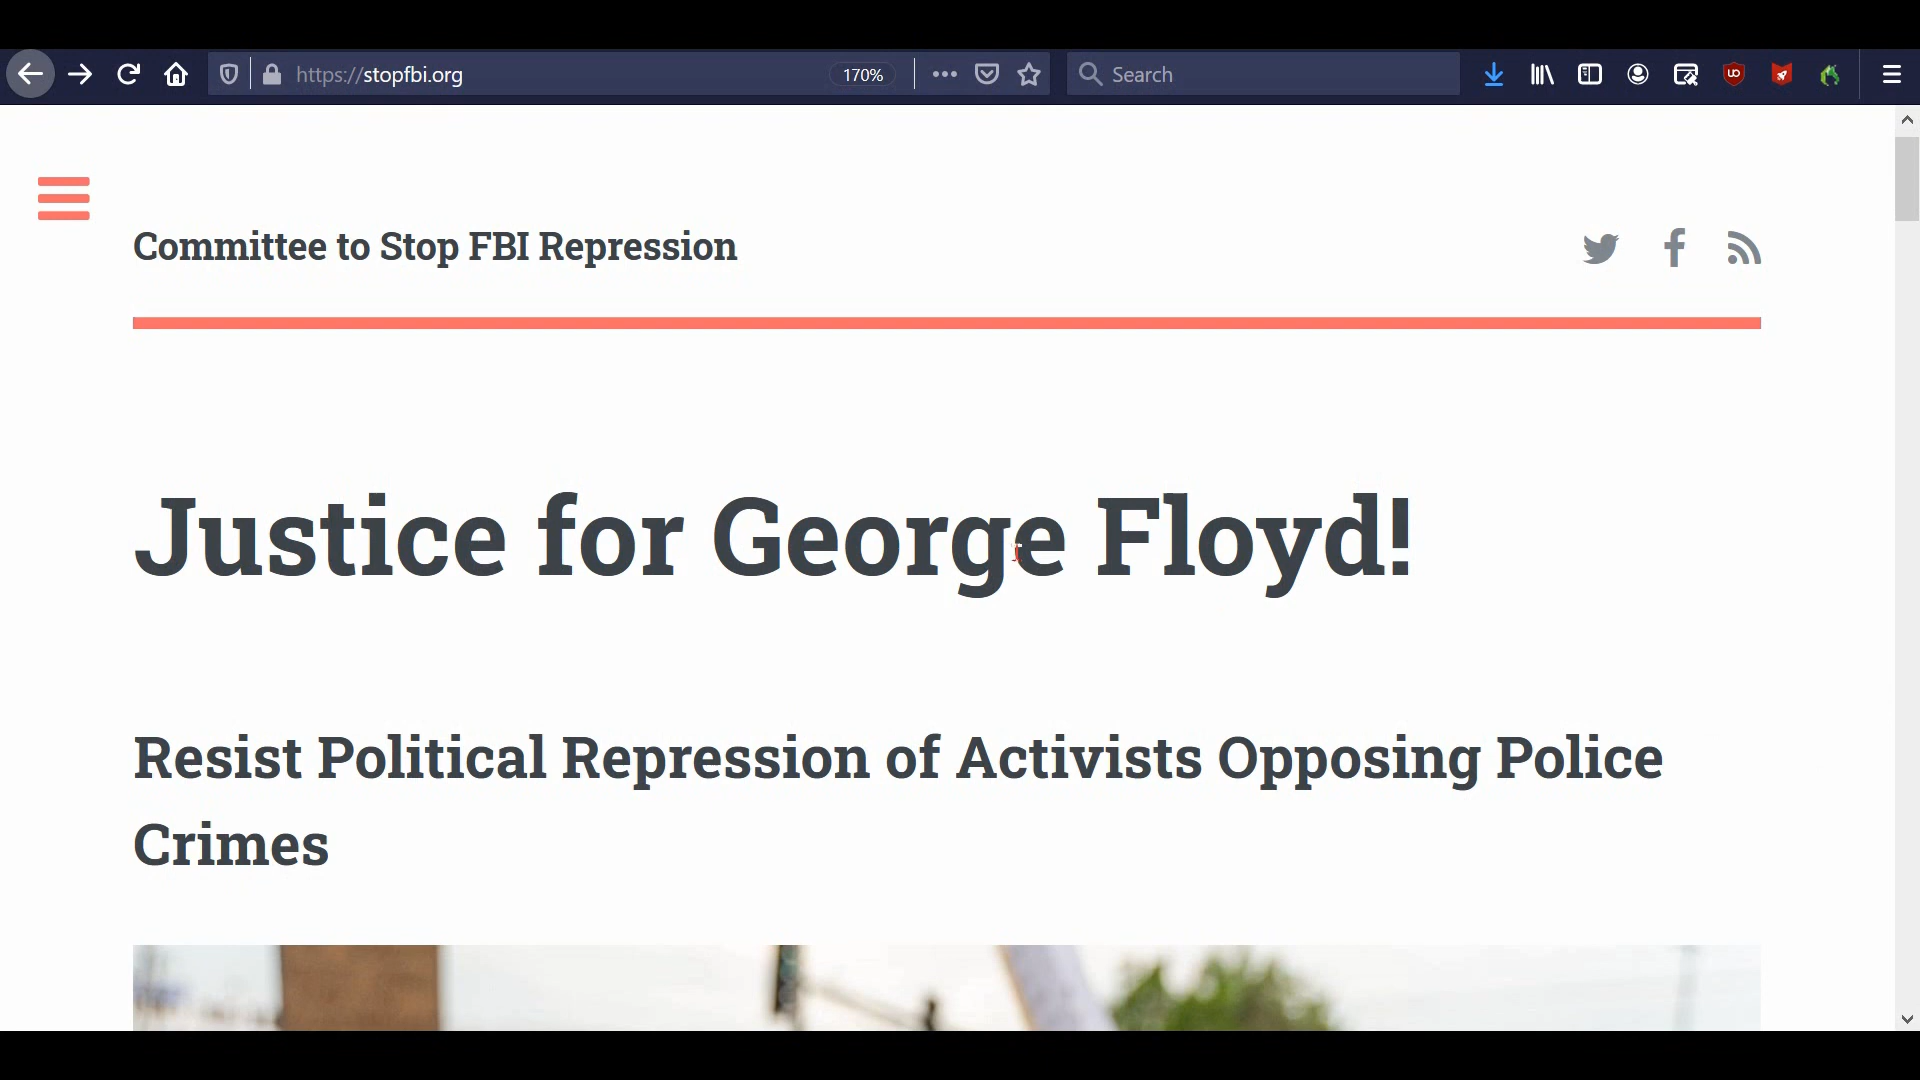 https://stopfbi.org
170%
Search
Committee to Stop FBI Repression
Justice for George Floyd!
Resist Political Repression of Activists Opposing Police
Crimes